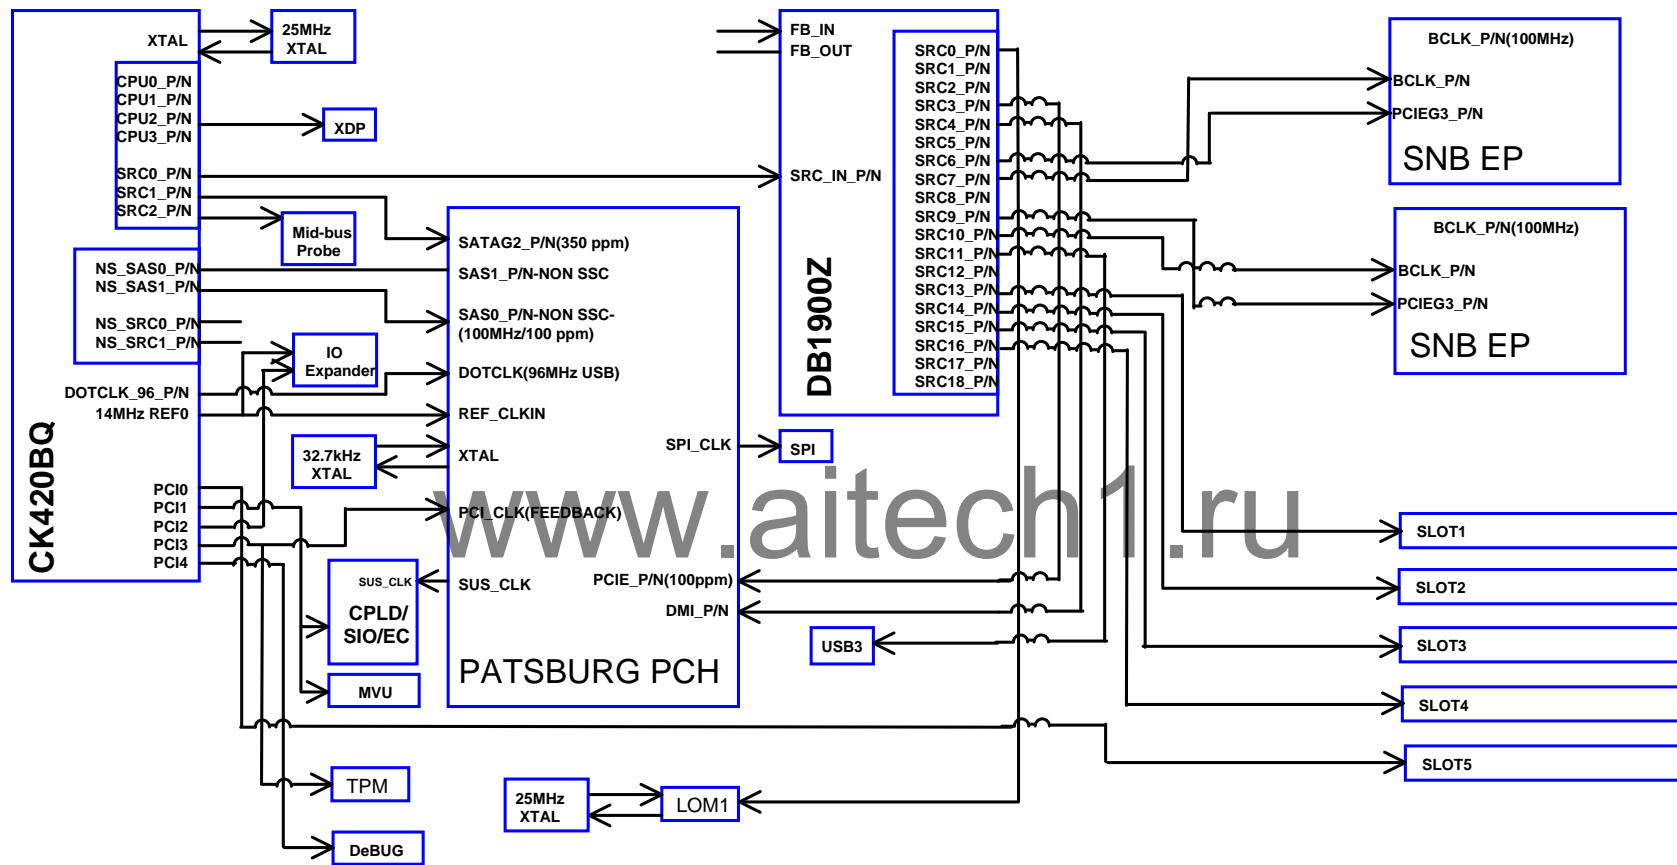 XTAL
25MHz
XTAL
CPU0_P/N
CPU1_P/N
CPU2_P/N
CPU3_P/N
XDP
SRC0_P/N
SRC1_P/N
SRC2_P/N
Mid-bus
Probe
NS_SAS0_P/N
NS_SAS1_P/N
NS_SRC0_P/N
NS_SRC1_P/N
IO
Expander
DOTCLK_96_P/N
14MHz REF0
CK420BQ
32.7kHz
XTAL
PCI0
PCI1
PCI2
PCI3
PCI4
SUS_CLK
CPLD/
SIO/EC
MVU
TPM
DeBUG
SATAG2_P/N(350 ppm)
SAS1_P/N-NON SSC
SAS0_P/N-NON SSC-
(100MHz/100 ppm)
DOTCLK(96MHz USB)
REF_CLKIN
XTAL
SPI_CLK
PCI_CLK(FEEDBACK)
SUS_CLK
PCIE_P/N(100ppm)
DMI_P/N
PATSBURG PCH
SPI
USB3
25MHz
XTAL
LOM1
FB_IN
FB_OUT
SRC_IN_P/N
DB1900Z
SRC0_P/N
SRC1_P/N
SRC2_P/N
SRC3_P/N
SRC4_P/N
SRC5_P/N
SRC6_P/N
SRC7_P/N
SRC8_P/N
SRC9_P/N
SRC10_P/N
SRC11_P/N
SRC12_P/N
SRC13_P/N
SRC14_P/N
SRC15_P/N
SRC16_P/N
SRC17_P/N
SRC18_P/N
BCLK_P/N(100MHz)
BCLK_P/N
PCIEG3_P/N
SNB EP
BCLK_P/N(100MHz)
BCLK_P/N
PCIEG3_P/N
SNB EP
www.aitech1.ru
SLOT1
SLOT2
SLOT3
SLOT4
SLOT5